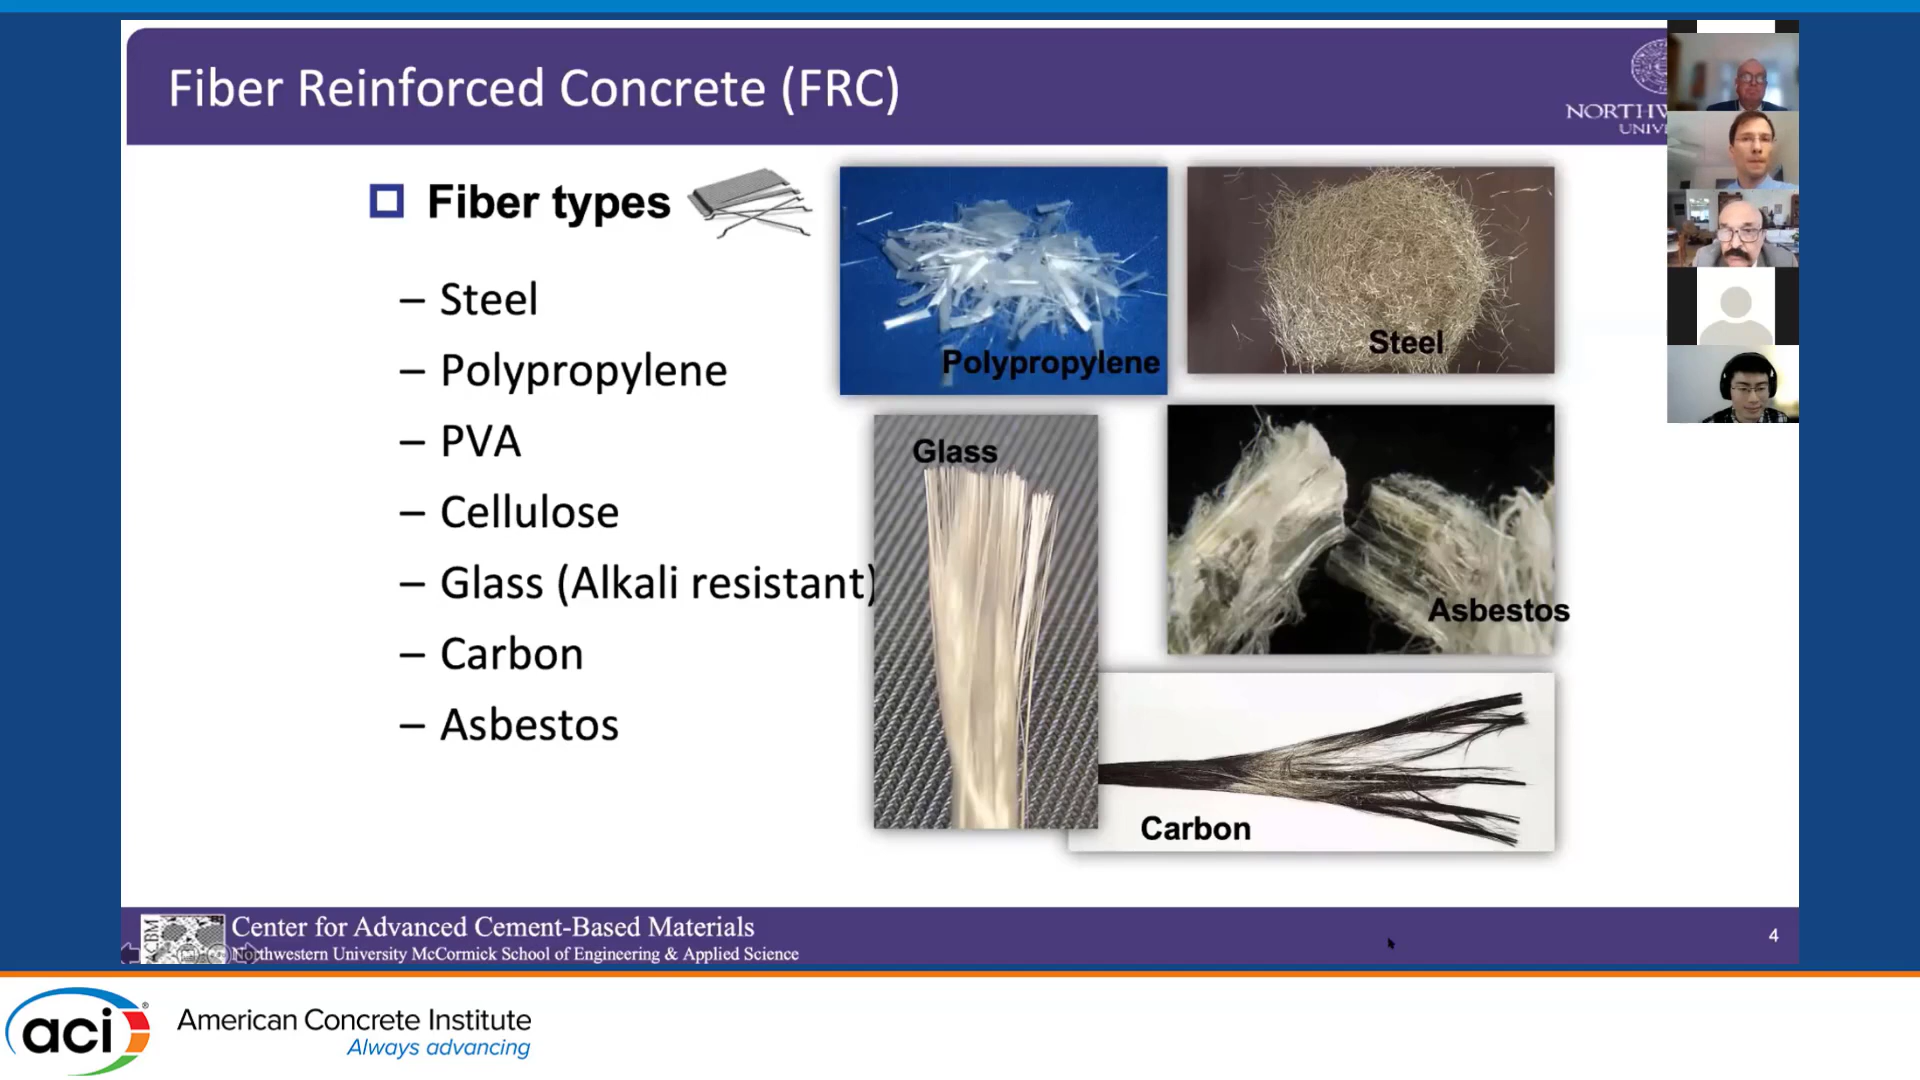 Fiber Reinforced Concrete (FRC)
Fiber types
– Steel
– Polypropylene
– PVA
– Cellulose
– Glass (Alkali resistant)
– Carbon
– Asbestos
Polypropylene
Steel
Glass
Asbestos
Carbon
ACBM
Center for Advanced Cement-Based Materials
Northwestern University McCormick School of Engineering & Applied Science
4
aci®
American Concrete Institute
Always advancing